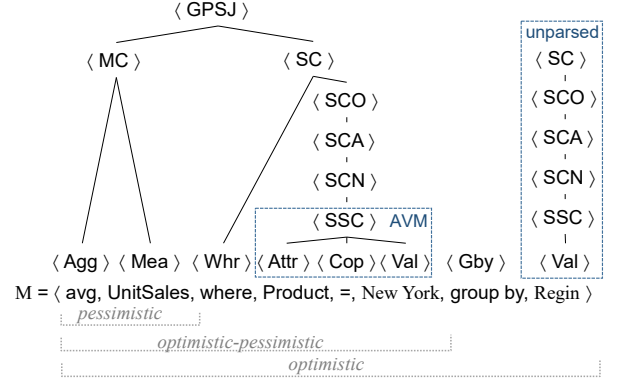 ⟨ GPSJ ⟩
unparsed
⟨ MC ⟩ ⟨ SC ⟩ ⟨ SC ⟩
⟨ SCO ⟩ ⟨ SCO ⟩
⟨ SCA ⟩ ⟨ SCA ⟩
⟨ SCN ⟩ ⟨ SCN ⟩
⟨ SSC ⟩ AVM ⟨ SSC ⟩
⟨ Agg ⟩ ⟨ Mea ⟩ ⟨ Whr ⟩ ⟨ Attr ⟩ ⟨ Cop ⟩ ⟨ Val ⟩ ⟨ Gby ⟩ ⟨ Val ⟩
M = ⟨ avg, UnitSales, where, Product, =, New York, group by, Regin ⟩
pessimistic
optimistic-pessimistic
optimistic